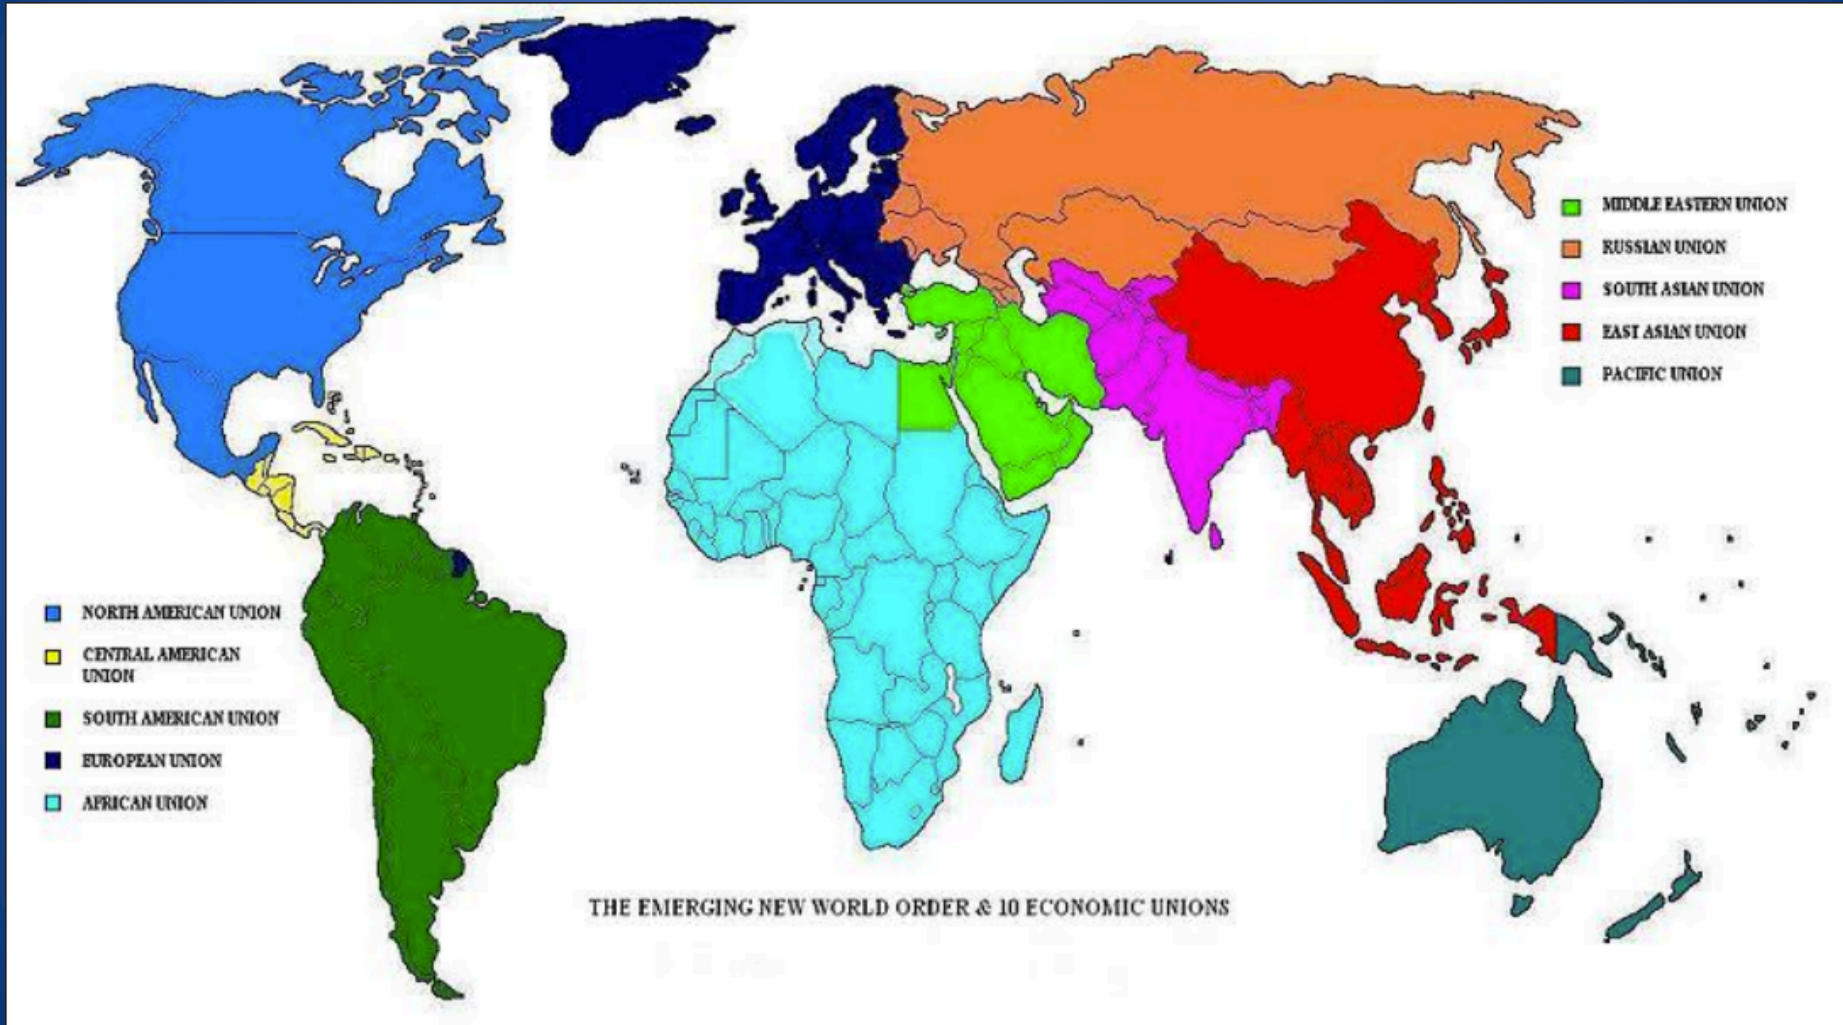 MIDDLE EASTERN UNION
RUSSIAN UNION
SOUTH ASIAN UNION
EAST ASIAN UNION
PACIFIC UNION
NORTH AMERICAN UNION
CENTRAL AMERICAN
UNION
SOUTH AMERICAN UNION
EUROPEAN UNION
AFRICAN UNION
THE EMERGING NEW WORLD ORDER & 10 ECONOMIC UNIONS